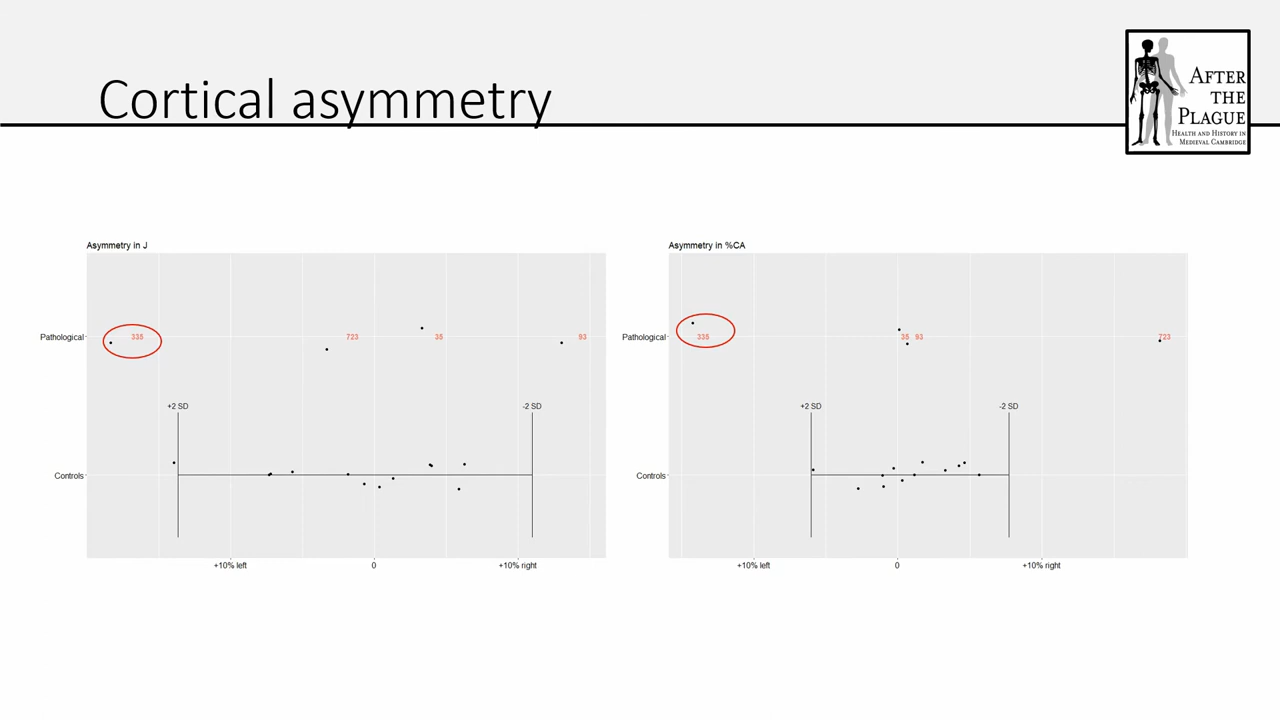 Cortical asymmetry
AFTER
THE
PLAGUE
HEALTH AND HISTORY IN
MEDIEVAL CAMBRIDGE
Asymmetry in J
Pathological
335
723
35
93
+2 SD
-2 SD
Controls
+10% left
0
+10% right
Asymmetry in %CA
Pathological
335
35
93
723
+2 SD
-2 SD
Controls
+10% left
0
+10% right